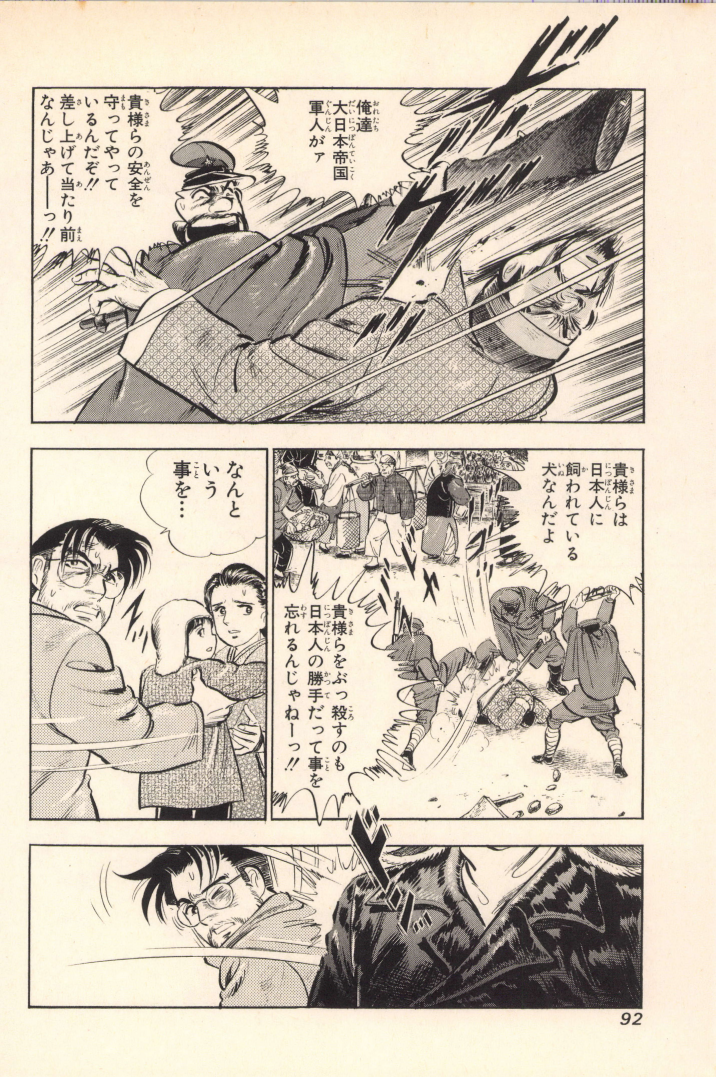 俺達
大日本帝国
軍人がァ
貴様らの安全を
守ってやって
いるんだぞ!!
差し上げて当たり前
なんじゃあーーっ!!
貴様らは
日本人に
飼われている
犬なんだよ
貴様らをぶっ殺すのも
日本人の勝手だって事を
忘れるんじゃねーっ!!
なんと
いう
事を…
ドドッ
92